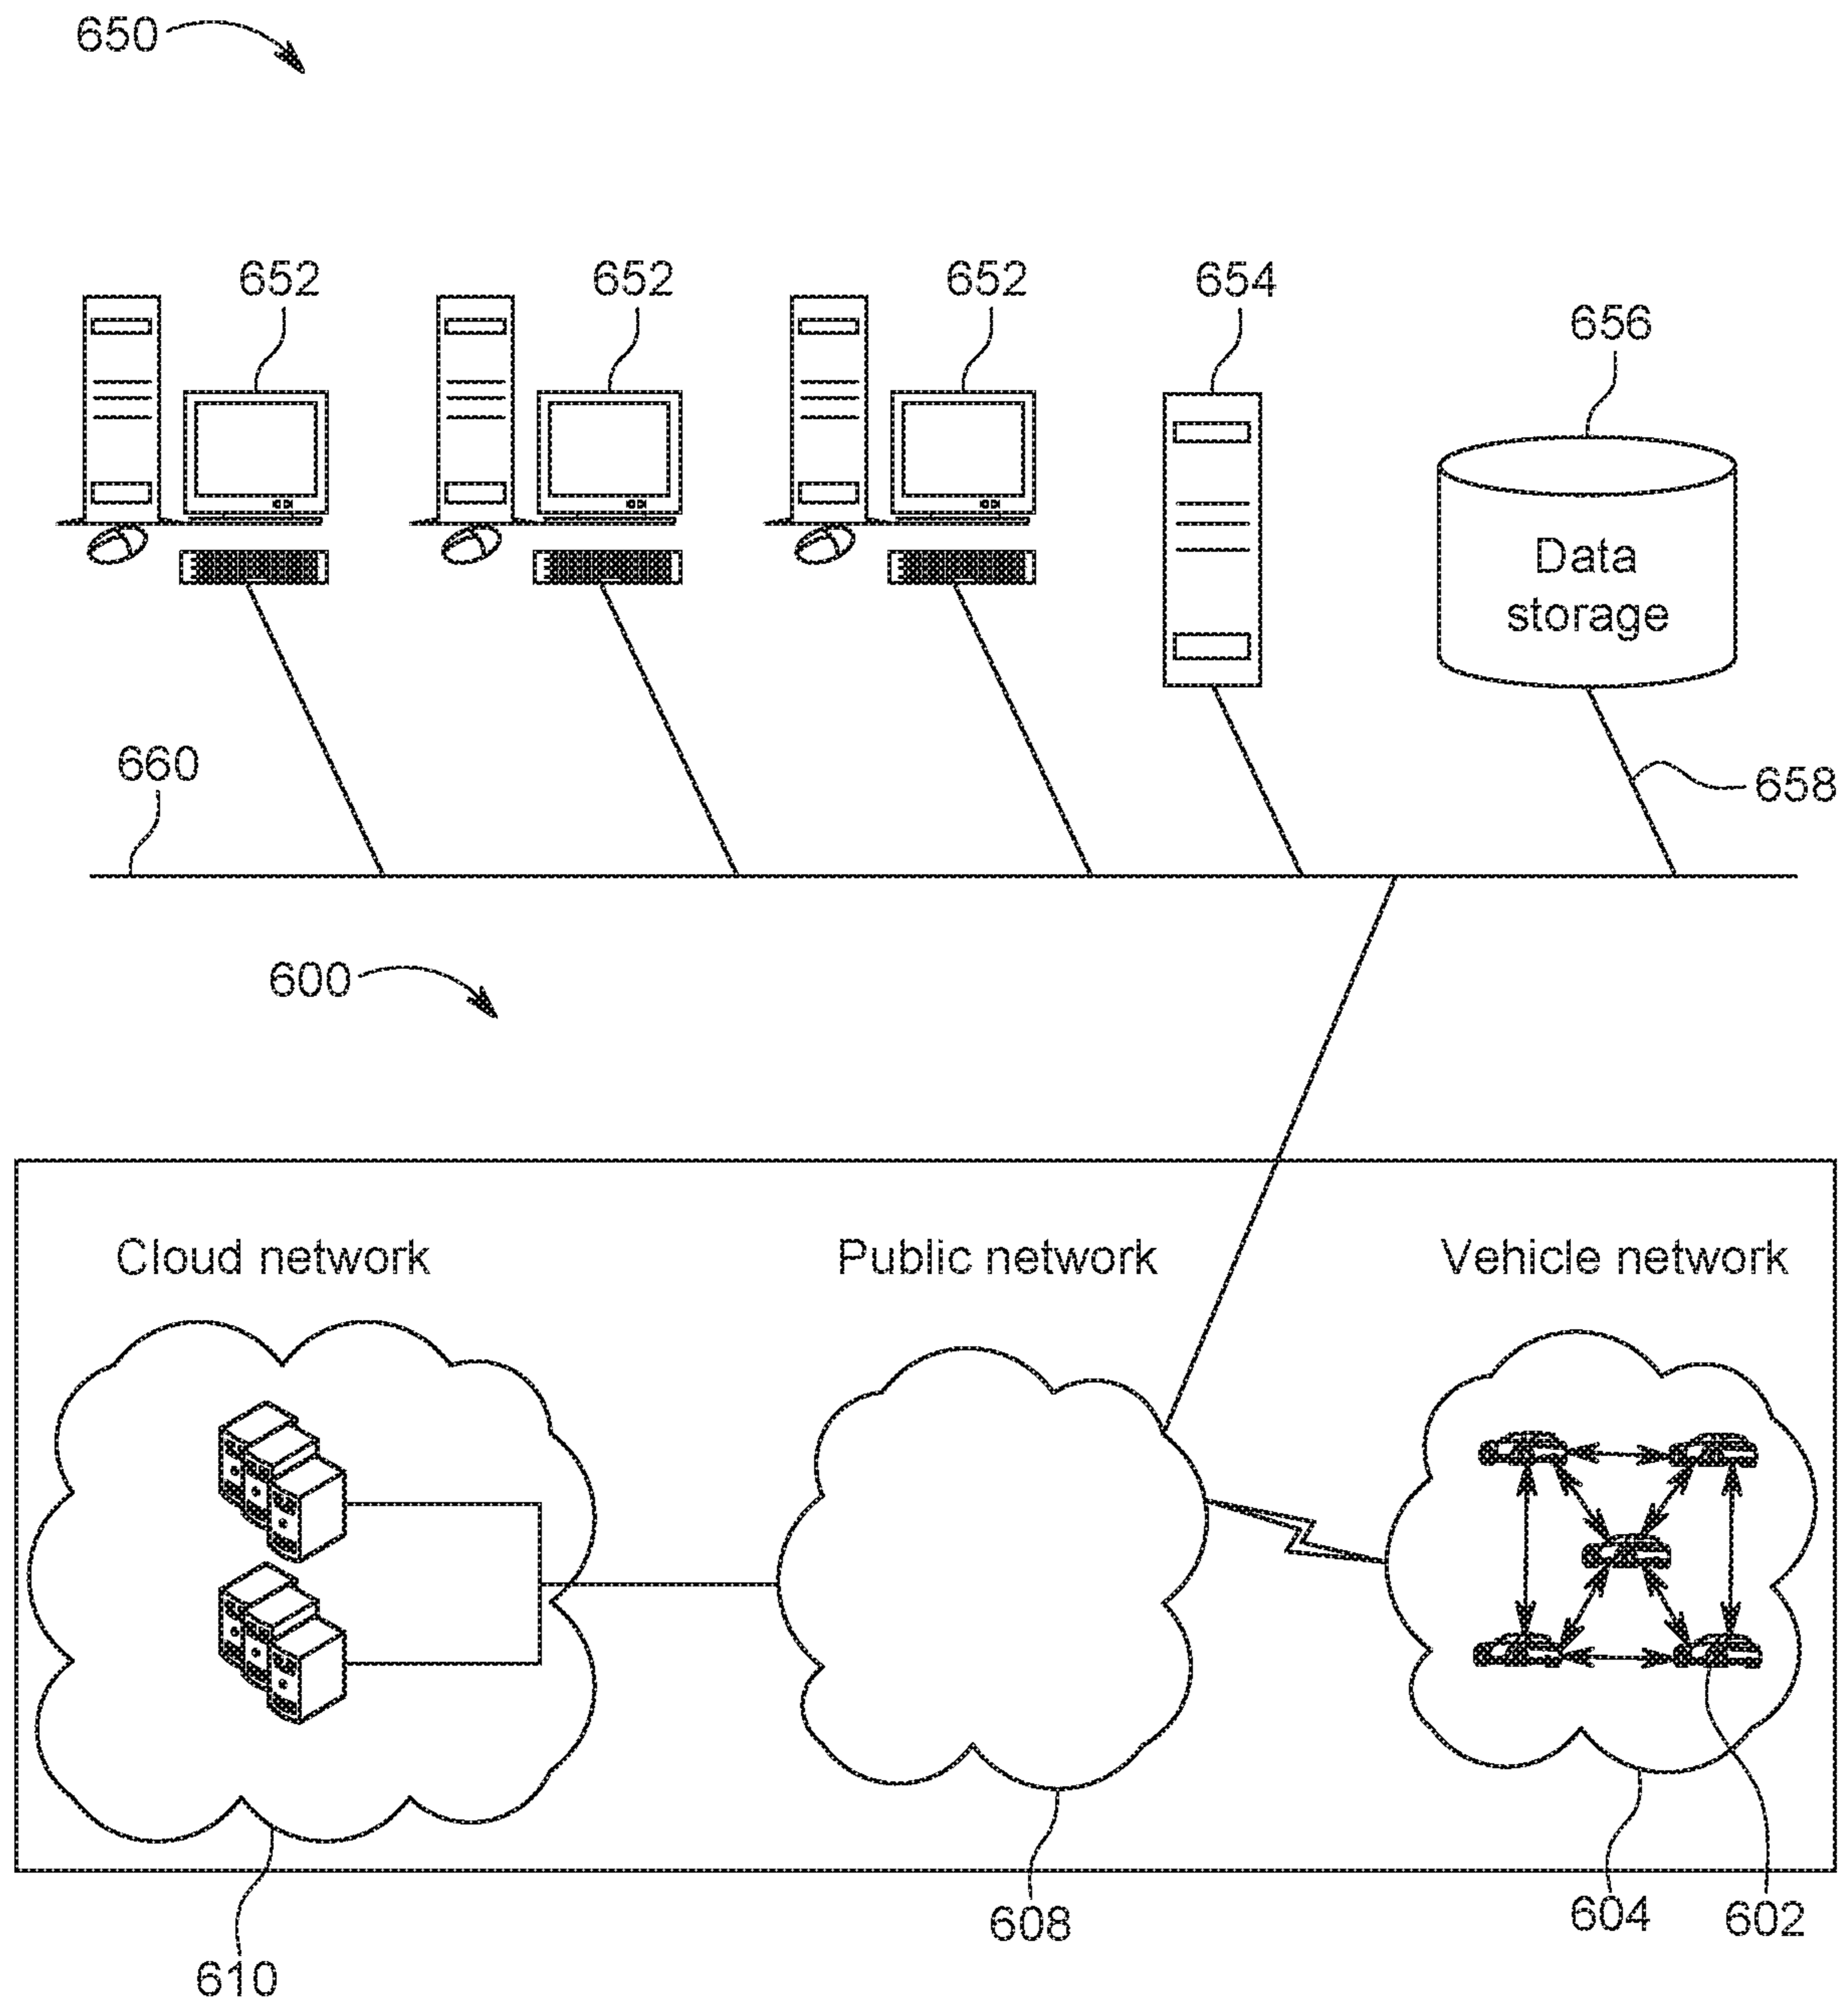 650
652
652
652
654
656
Data
storage
660
658
600
Cloud network
Public network
Vehicle network
610
608
604
602